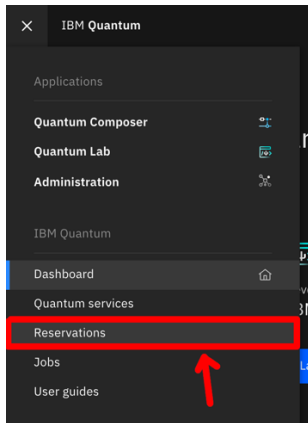 IBM Quantum
Applications
Quantum Composer
Quantum Lab
Administration
IBM Quantum
Dashboard
Quantum services
Reservations
Jobs
User guides